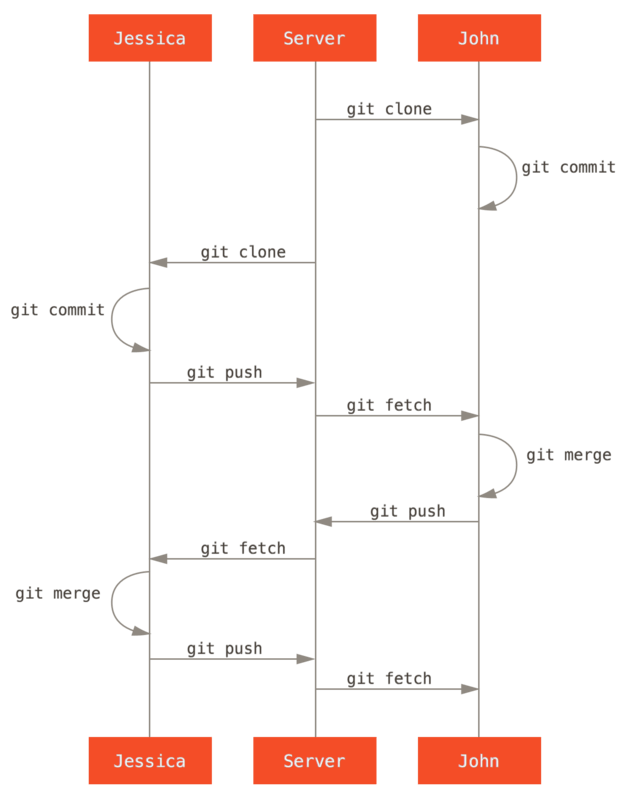 Jessica
Server
John
git clone
git commit
git clone
git commit
git push
git fetch
git merge
git push
git fetch
git merge
git push
git fetch
Jessica
Server
John